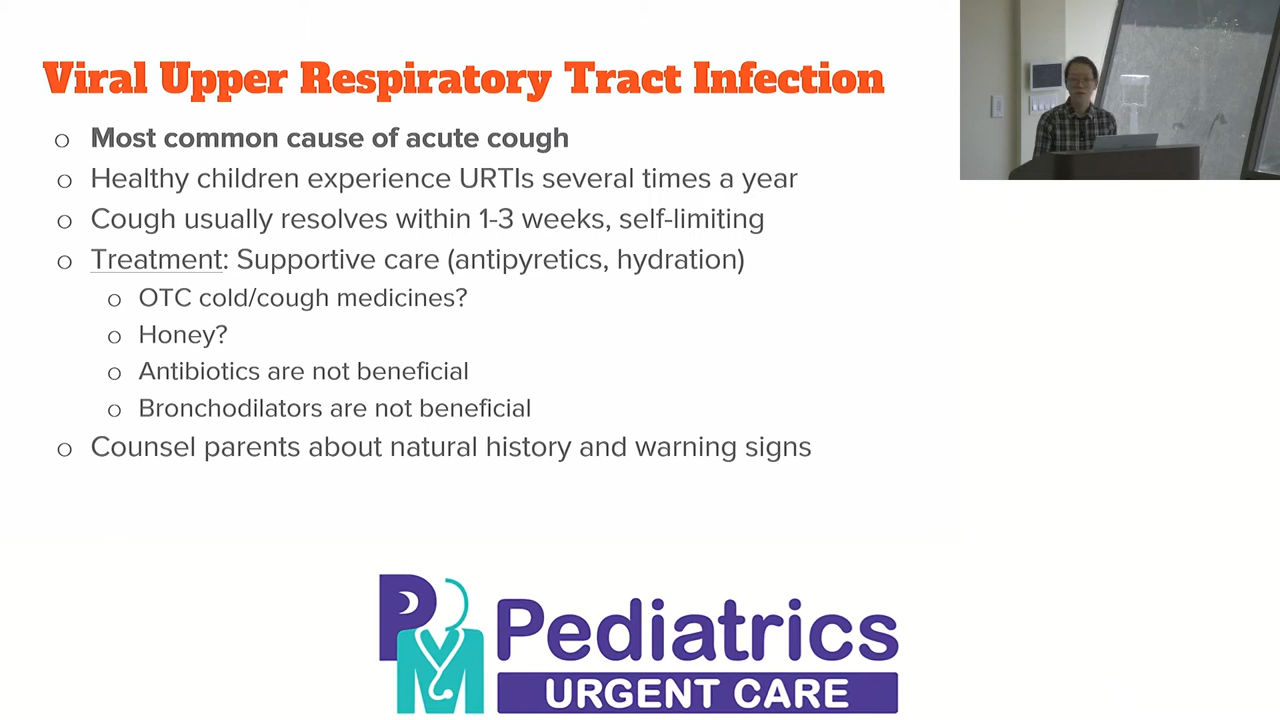 Viral Upper Respiratory Tract Infection
o Most common cause of acute cough
o Healthy children experience URTIs several times a year
o Cough usually resolves within 1-3 weeks, self-limiting
o Treatment: Supportive care (antipyretics, hydration)
o OTC cold/cough medicines?
o Honey?
o Antibiotics are not beneficial
o Bronchodilators are not beneficial
o Counsel parents about natural history and warning signs
PM Pediatrics
URGENT CARE